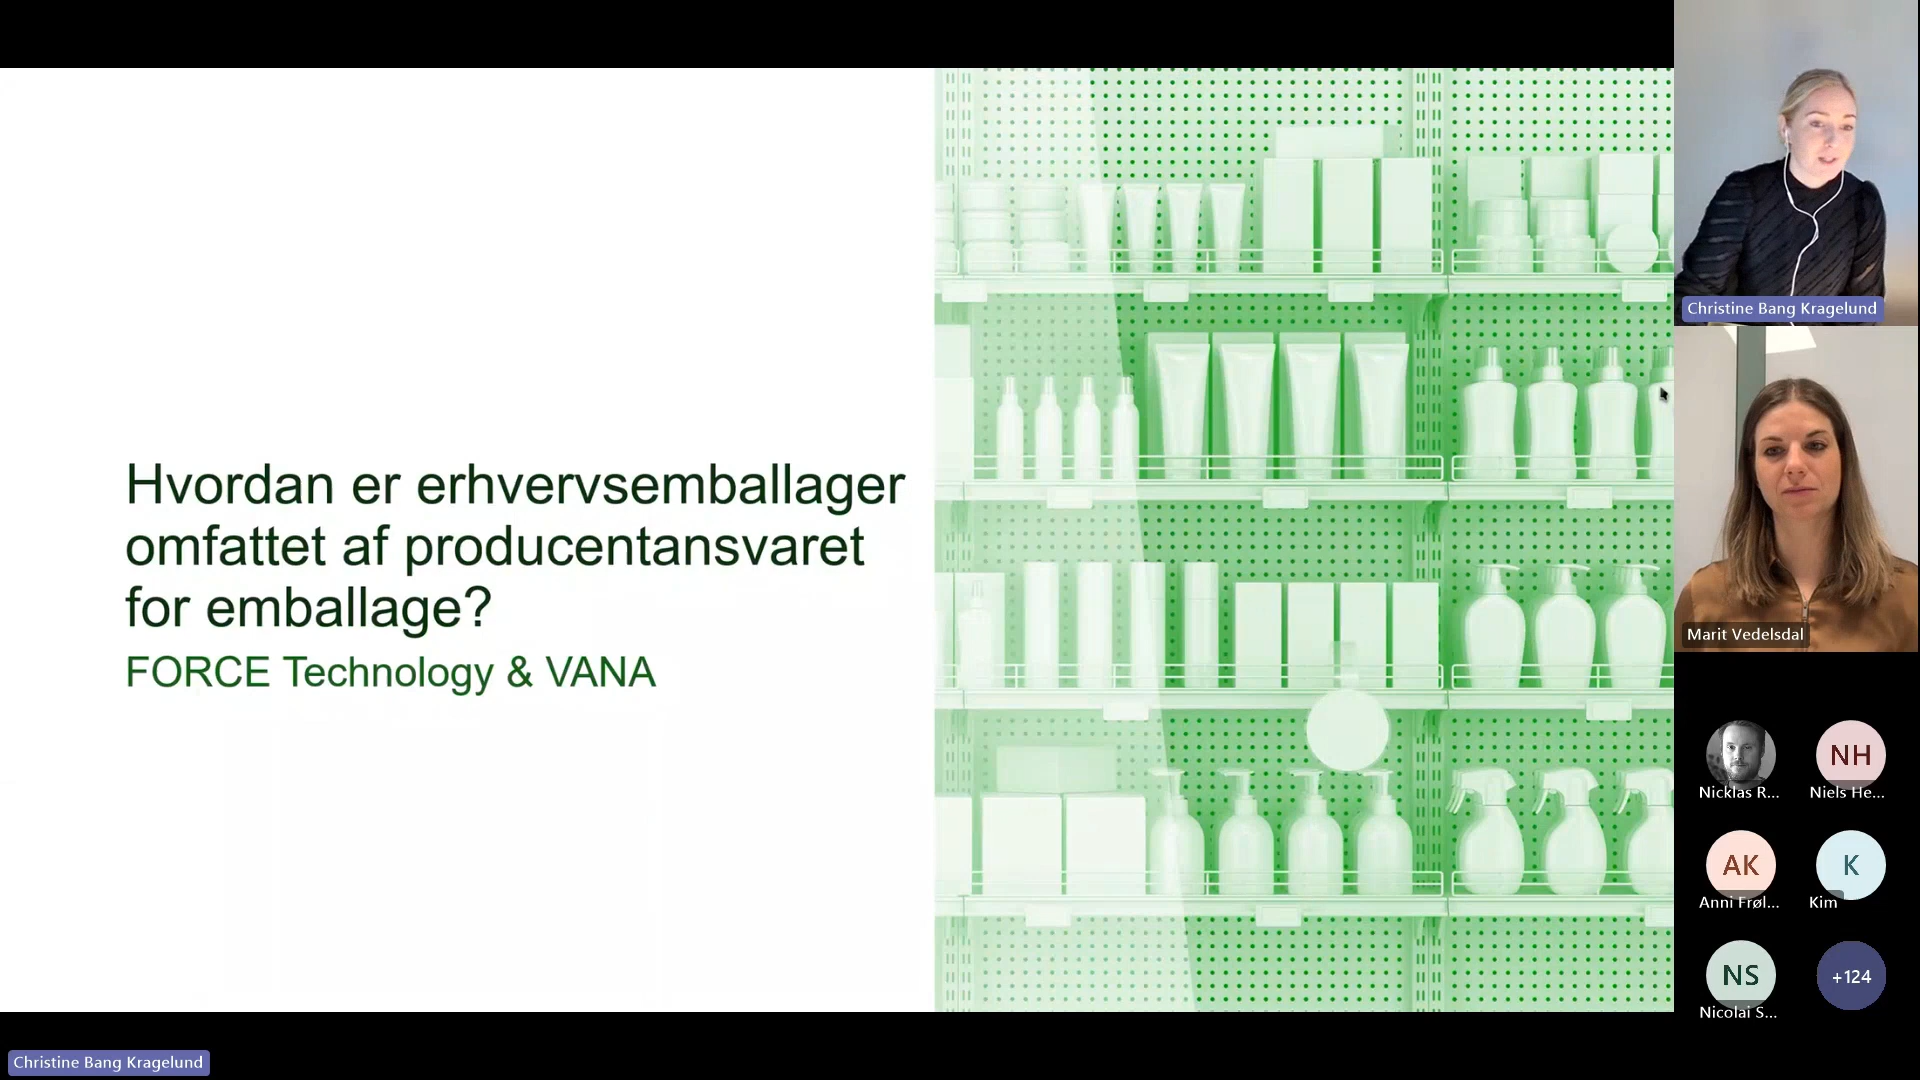 Hvordan er erhvervsemballager
omfattet af producentansvaret
for emballage?
FORCE Technology & VANA
Christine Bang Kragelund
Marit Vedelsdal
Nicklas R...
NH
Niels He...
AK
Anni Frøl...
K
Kim
NS
Nicolai S...
+124
Christine Bang Kragelund